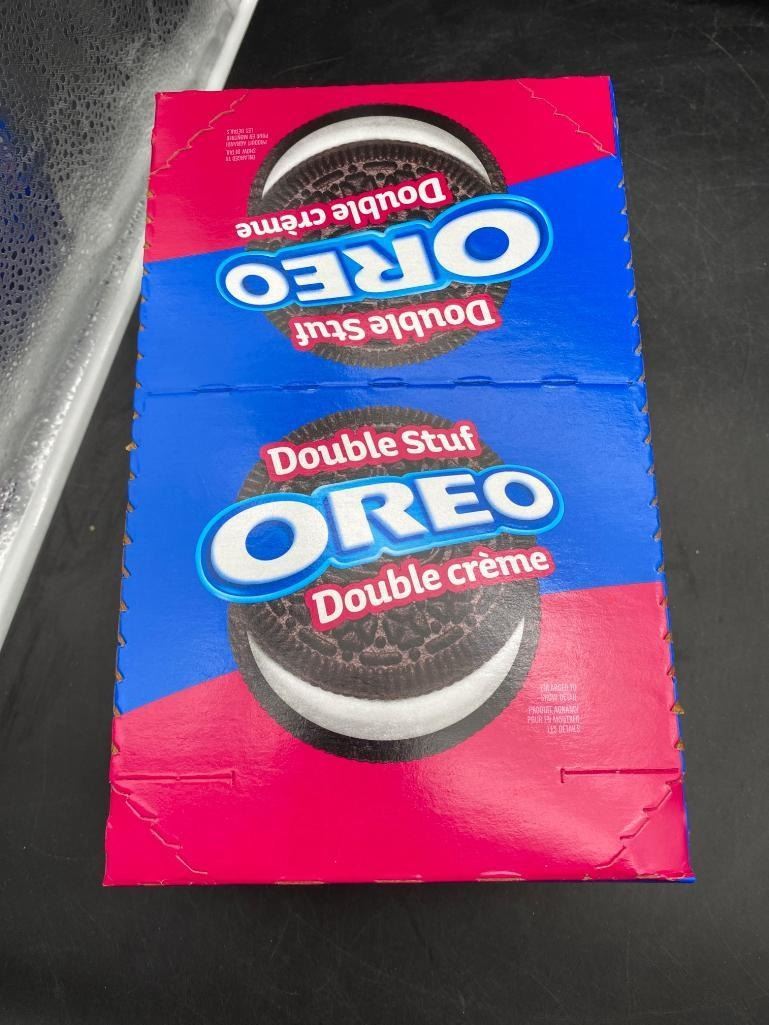 ENLARGED TO
SHOW DETAIL
PRODUIT AGRANDI
POUR EN MONTRER
LES DÉTAILS
Double crème
OREO
Double Stuf
Double Stuf
OREO
Double crème
ENLARGED TO
SHOW DETAIL
PRODUIT AGRANDI
POUR EN MONTRER
LES DÉTAILS